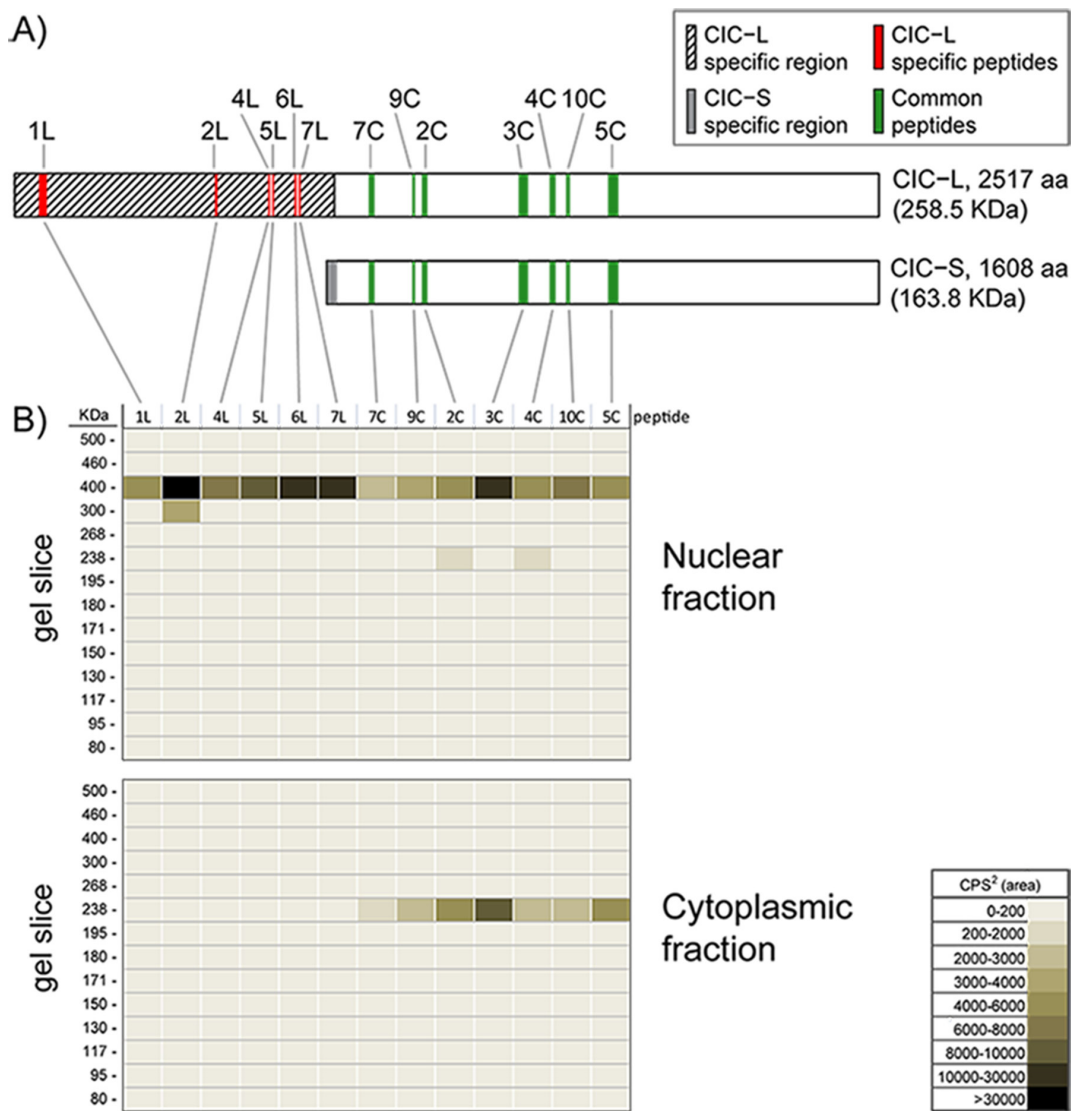 A)
CIC-L
specific region
CIC-L
specific peptides
CIC-S
specific region
Common
peptides
1L 2L 4L 5L 6L 7L 7C 9C 2C 3C 4C 10C 5C
CIC-L, 2517 aa
(258.5 KDa)
CIC-S, 1608 aa
(163.8 KDa)
B)
KDa 1L 2L 4L 5L 6L 7L 7C 9C 2C 3C 4C 10C 5C peptide
500 -
460 -
400 -
300 -
268 -
238 -
195 -
180 -
171 -
150 -
130 -
117 -
95 -
80 -
gel slice
Nuclear
fraction
500 -
460 -
400 -
300 -
268 -
238 -
195 -
180 -
171 -
150 -
130 -
117 -
95 -
80 -
gel slice
Cytoplasmic
fraction
CPS² (area)
0-200
200-2000
2000-3000
3000-4000
4000-6000
6000-8000
8000-10000
10000-30000
>30000